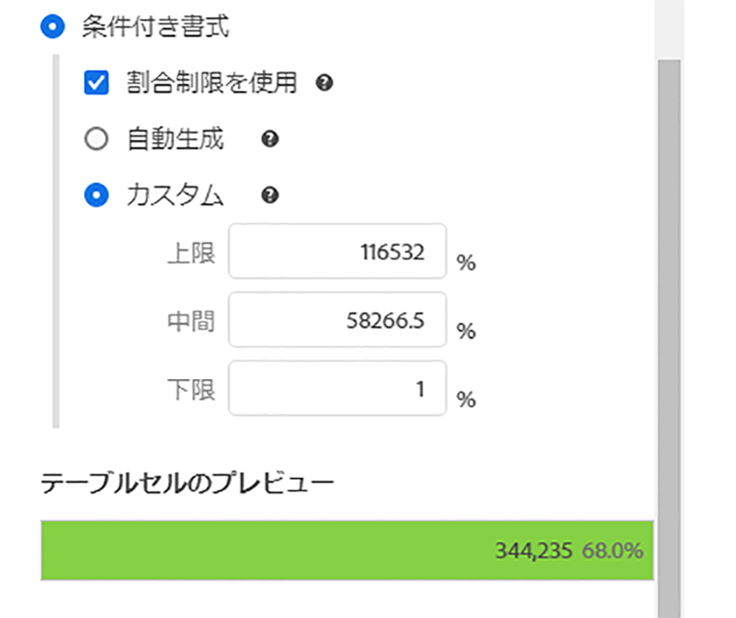 条件付き書式
割合制限を使用 ?
自動生成 ?
カスタム ?
上限 116532 %
中間 58266.5 %
下限 1 %
テーブルセルのプレビュー
344,235 68.0%